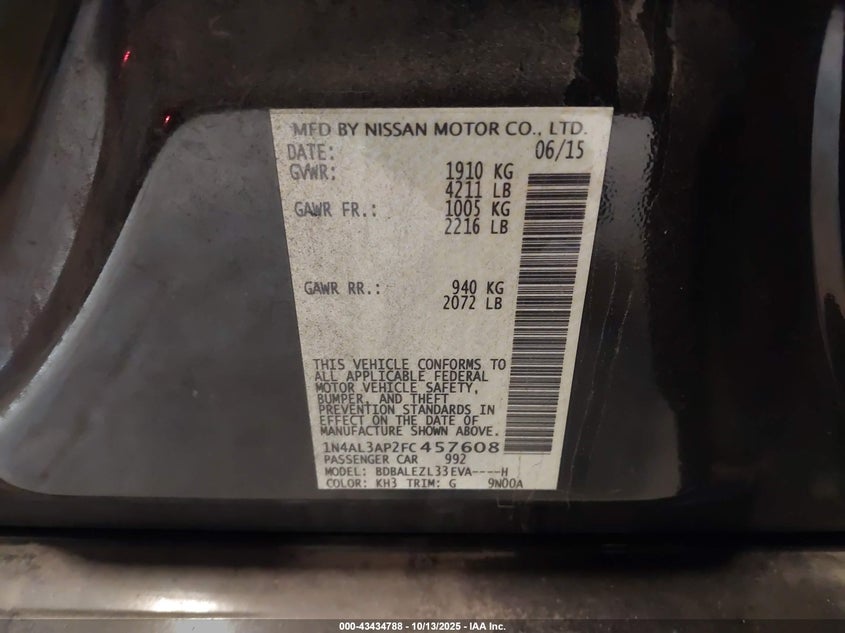 MFD BY NISSAN MOTOR CO., LTD.
DATE: 06/15
GVWR: 1910 KG
4211 LB
GAWR FR.: 1005 KG
2216 LB
GAWR RR.: 940 KG
2072 LB
THIS VEHICLE CONFORMS TO
ALL APPLICABLE FEDERAL
MOTOR VEHICLE SAFETY,
BUMPER, AND THEFT
PREVENTION STANDARDS IN
EFFECT ON THE DATE OF
MANUFACTURE SHOWN ABOVE.
1N4AL3AP2FC457608
PASSENGER CAR 992
MODEL: BDBALEZL33EVA----H
COLOR: KH3 TRIM: G 9N00A
000-43434788 - 10/13/2025 - IAA Inc.